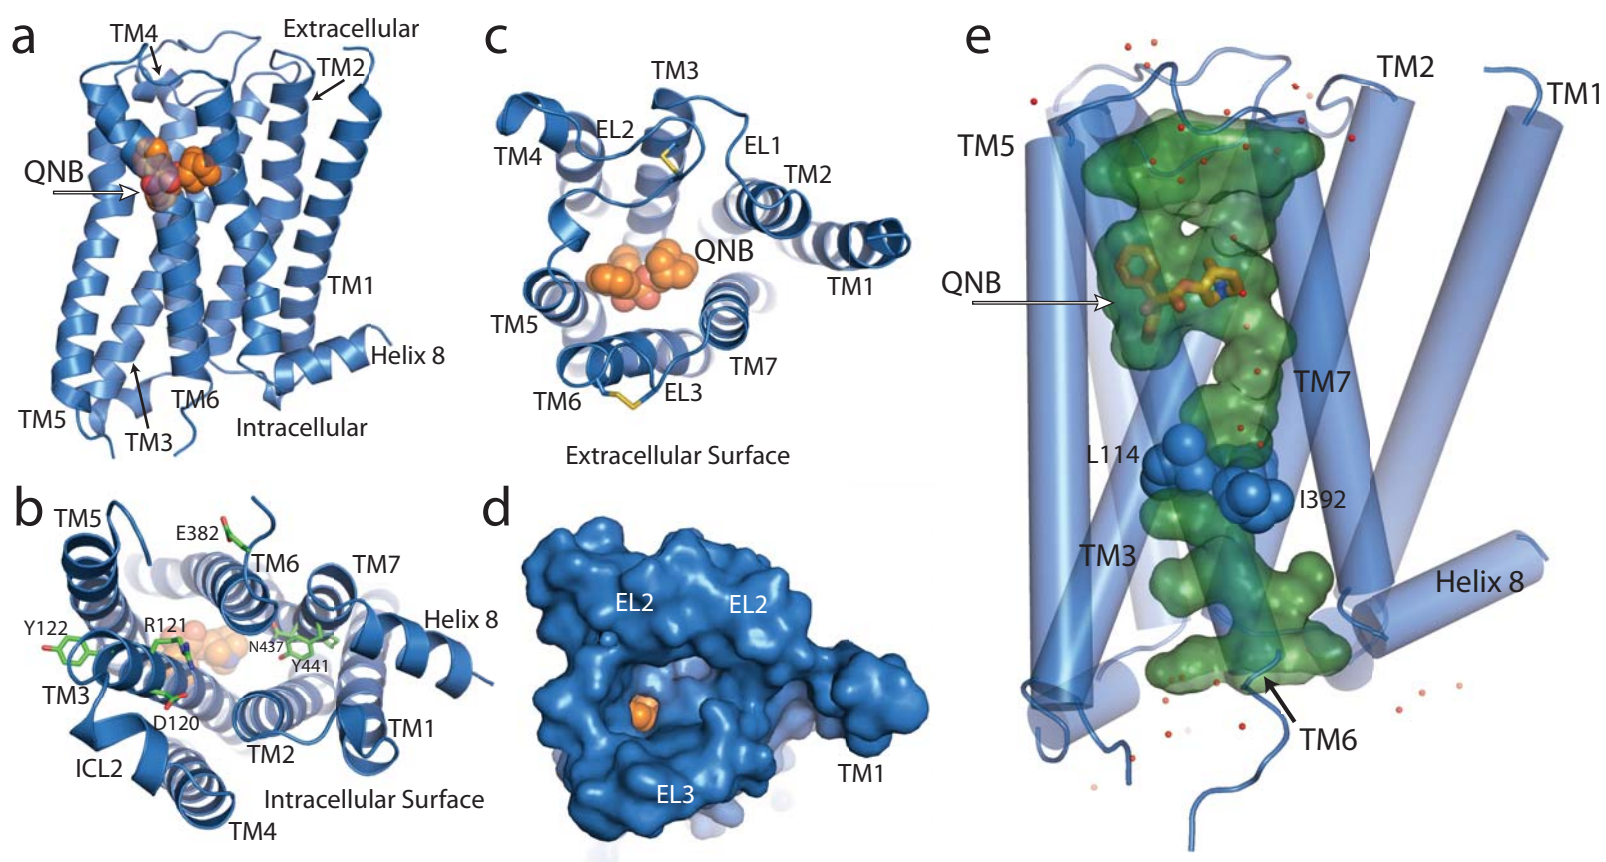 a
TM4
Extracellular
TM2
QNB
TM1
Helix 8
TM5
TM6
TM3
Intracellular
b
TM5
E382
TM6
TM7
Helix 8
Y122
R121
N437
Y441
TM3
D120
TM2
TM1
ICL2
Intracellular Surface
TM4
c
TM3
EL2
EL1
TM4
TM2
QNB
TM1
TM5
TM7
TM6
EL3
Extracellular Surface
d
EL2
EL2
TM1
EL3
e
TM2
TM1
TM5
QNB
TM7
L114
I392
TM3
Helix 8
TM6